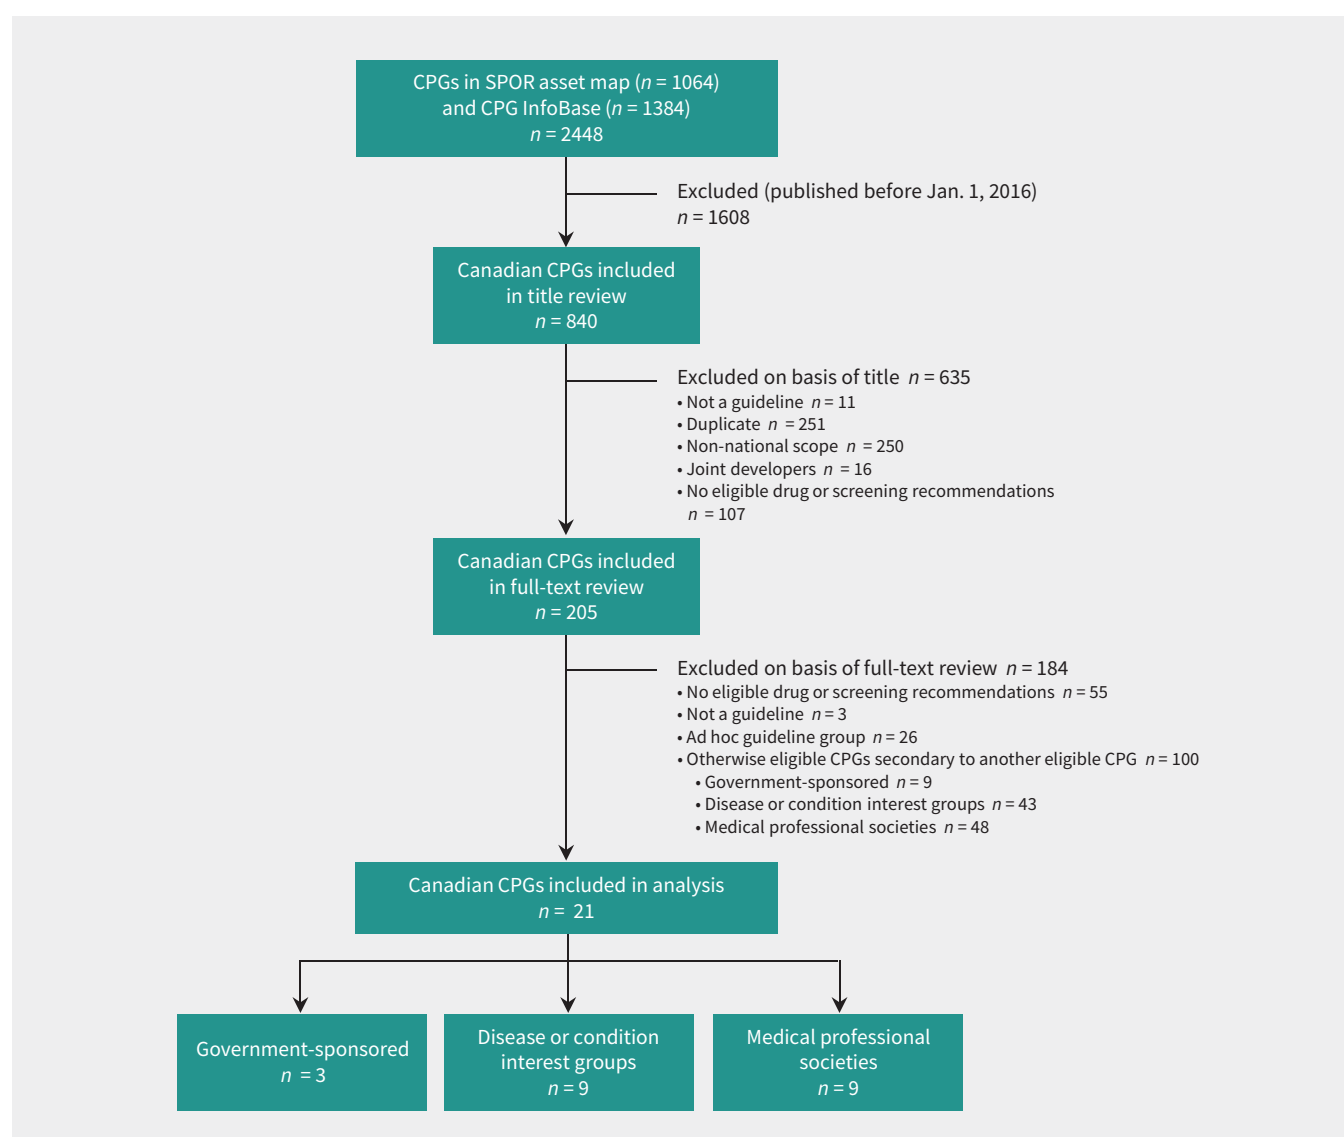 CPGs in SPOR asset map (n = 1064)
and CPG InfoBase (n = 1384)
n = 2448
Excluded (published before Jan. 1, 2016)
n = 1608
Canadian CPGs included
in title review
n = 840
Excluded on basis of title n = 635
• Not a guideline n = 11
• Duplicate n = 251
• Non-national scope n = 250
• Joint developers n = 16
• No eligible drug or screening recommendations
n = 107
Canadian CPGs included
in full-text review
n = 205
Excluded on basis of full-text review n = 184
• No eligible drug or screening recommendations n = 55
• Not a guideline n = 3
• Ad hoc guideline group n = 26
• Otherwise eligible CPGs secondary to another eligible CPG n = 100
• Government-sponsored n = 9
• Disease or condition interest groups n = 43
• Medical professional societies n = 48
Canadian CPGs included in analysis
n = 21
Government-sponsored
n = 3
Disease or condition
interest groups
n = 9
Medical professional
societies
n = 9